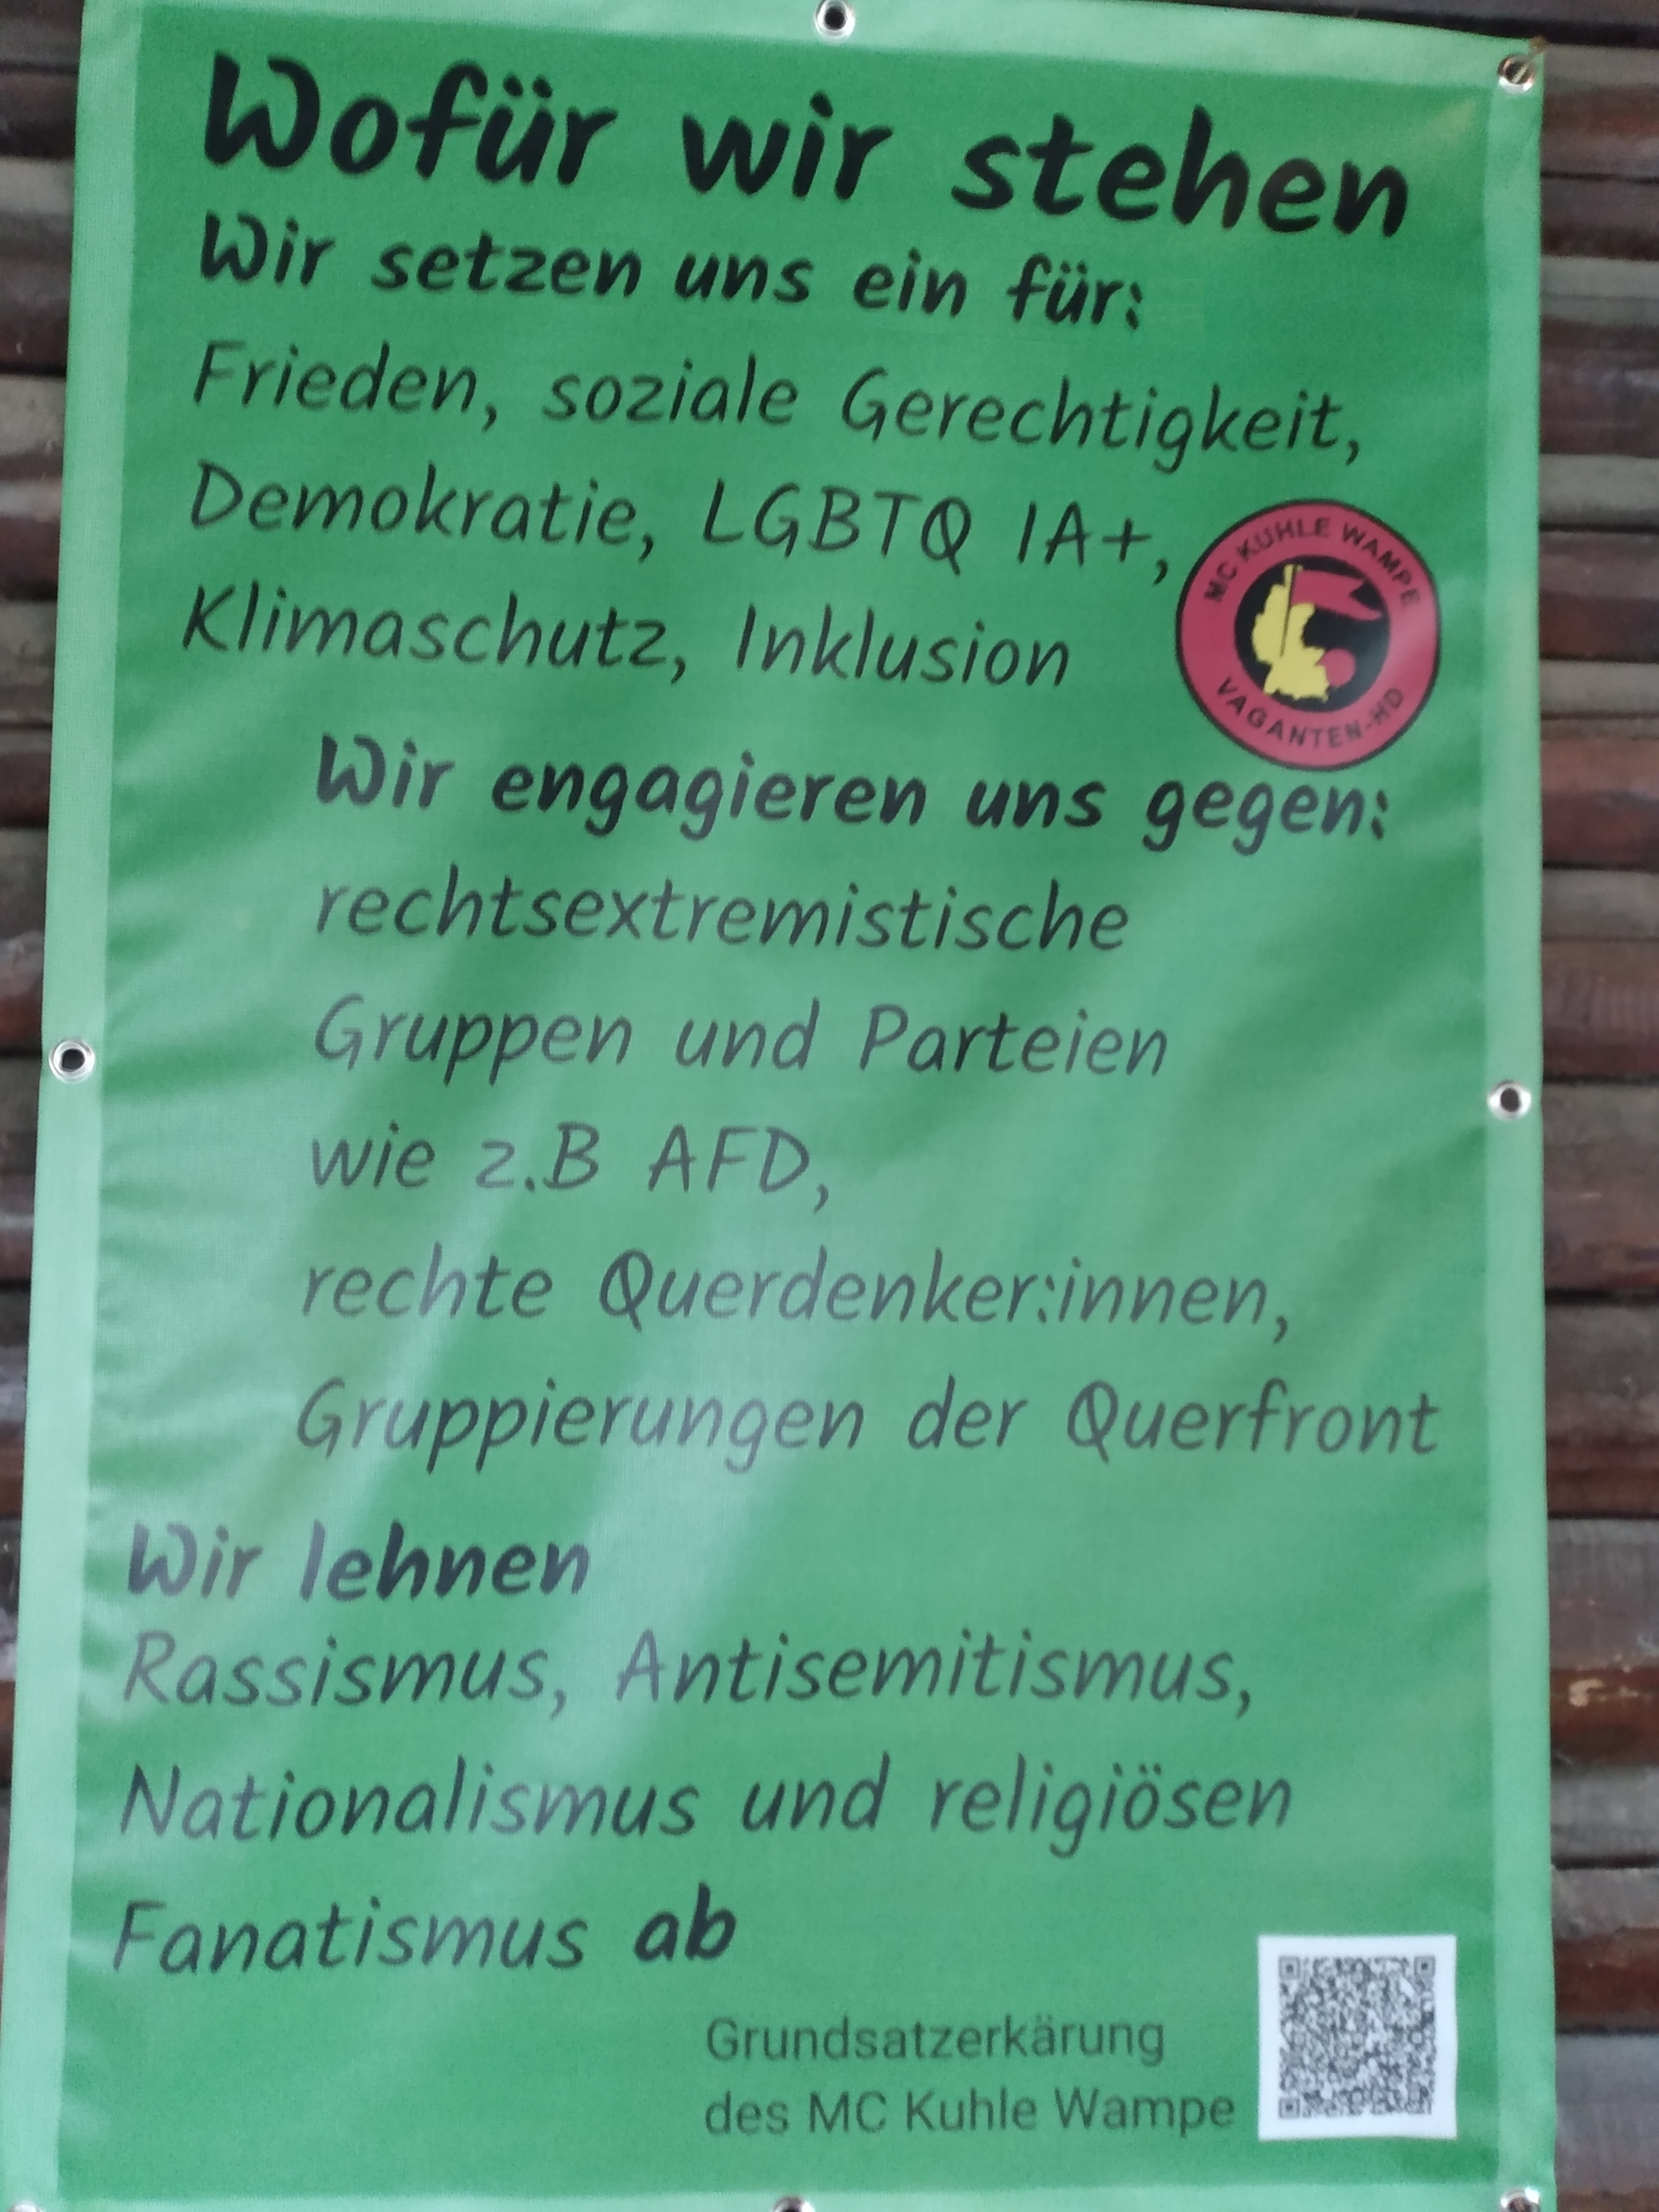 Wofür wir stehen
Wir setzen uns ein für:
Frieden, soziale Gerechtigkeit,
Demokratie, LGBTQ IA+,
Klimaschutz, Inklusion
MC KUHLE WAMPE
VAGANTEN-HD
Wir engagieren uns gegen:
rechtsextremistische
Gruppen und Parteien
wie z.B AFD,
rechte Querdenker:innen,
Gruppierungen der Querfront
Wir lehnen
Rassismus, Antisemitismus,
Nationalismus und religiösen
Fanatismus ab
Grundsatzerkärung
des MC Kuhle Wampe